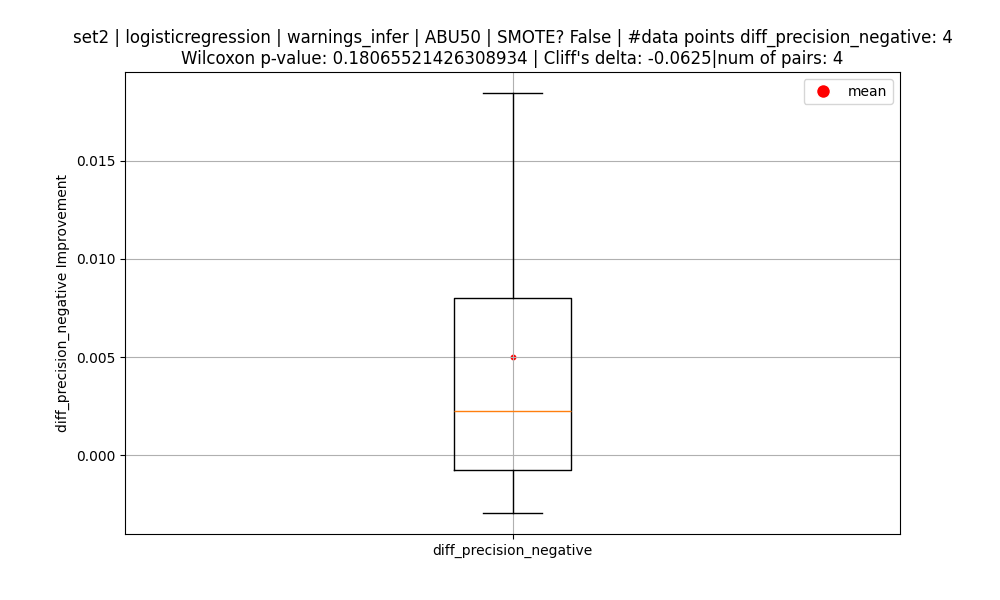 set2 | logisticregression | warnings_infer | ABU50 | SMOTE? False | #data points diff_precision_negative: 4
Wilcoxon p-value: 0.18065521426308934 | Cliff's delta: -0.0625|num of pairs: 4
mean
0.015
0.010
0.005
0.000
diff_precision_negative Improvement
diff_precision_negative